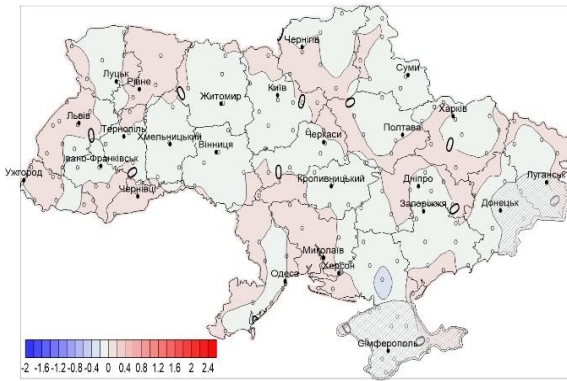 Чернігів
Суми
Луцьк
Рівне
Київ
Житомир
Львів
Харків
Тернопіль
Полтава
Хмельницький
Черкаси
Вінниця
Івано-Франківськ
Ужгород
Луганськ
Кропивницький
Дніпро
Чернівці
Запоріжжя
Донецьк
Миколаїв
Херсон
Одеса
Сімферополь
-2 -1.6 -1.2 -0.8 -0.4 0 0.4 0.8 1.2 1.6 2 2.4